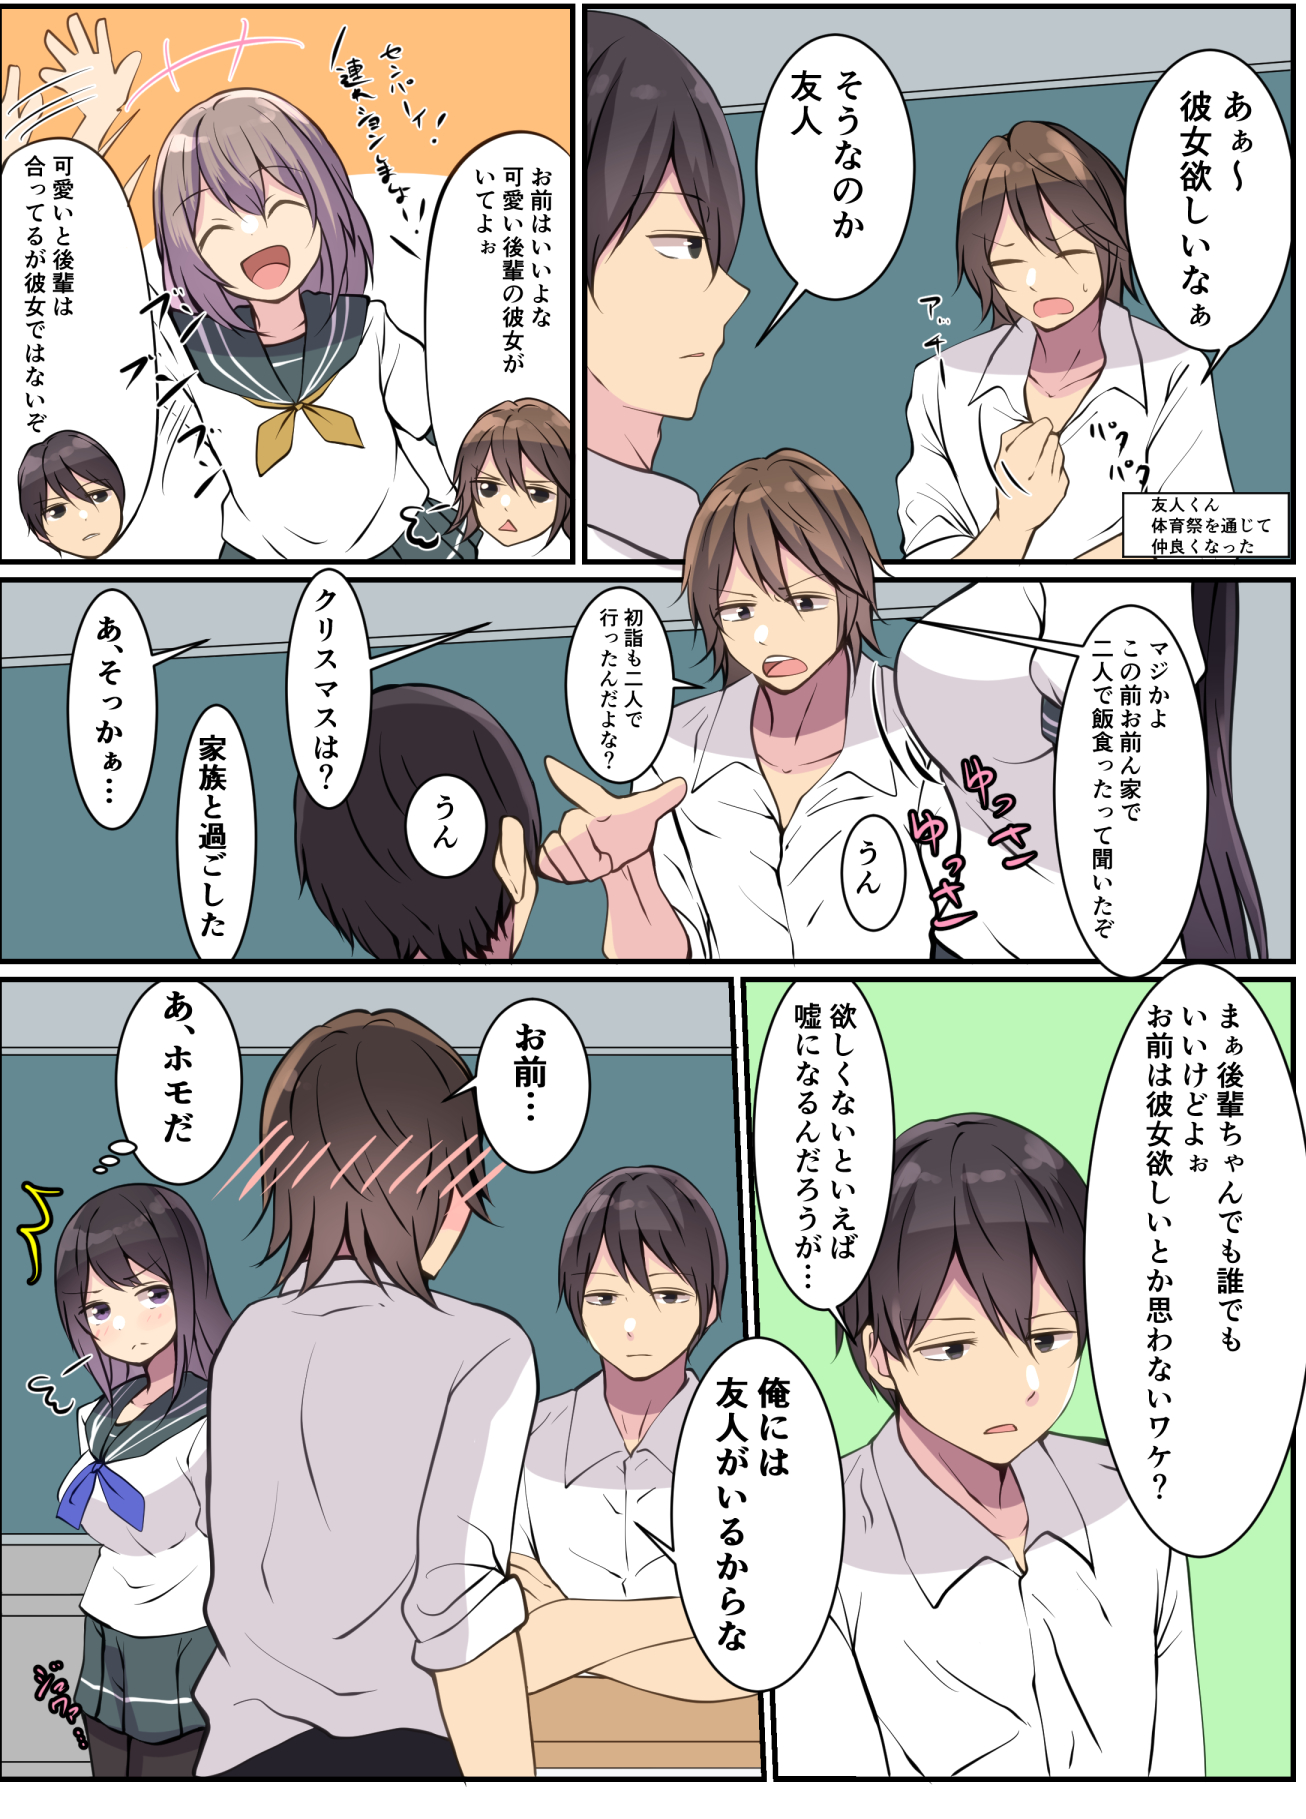 あぁ～
彼女欲しいなぁ
そうなのか
友人
パク
パク
友人くん
体育祭を通じて
仲良くなった
センパーイ！
連ションしましょー！
お前はいいよな
可愛い後輩の彼女が
いてよぉ
可愛いと後輩は
合ってるが彼女ではないぞ
ブン
ブン
ブン
マジかよ
この前お前ん家で
二人で飯食ったって聞いたぞ
ゆっさ
ゆっさ
うん
初詣も二人で
行ったんだよな？
うん
クリスマスは？
家族と過ごした
あ、そっかぁ…
まぁ後輩ちゃんでも誰でも
いいけどよぉ
お前は彼女欲しいとか思わないワケ？
欲しくないといえば
嘘になるんだろうが…
俺には
友人がいるからな
お前…
あ、ホモだ